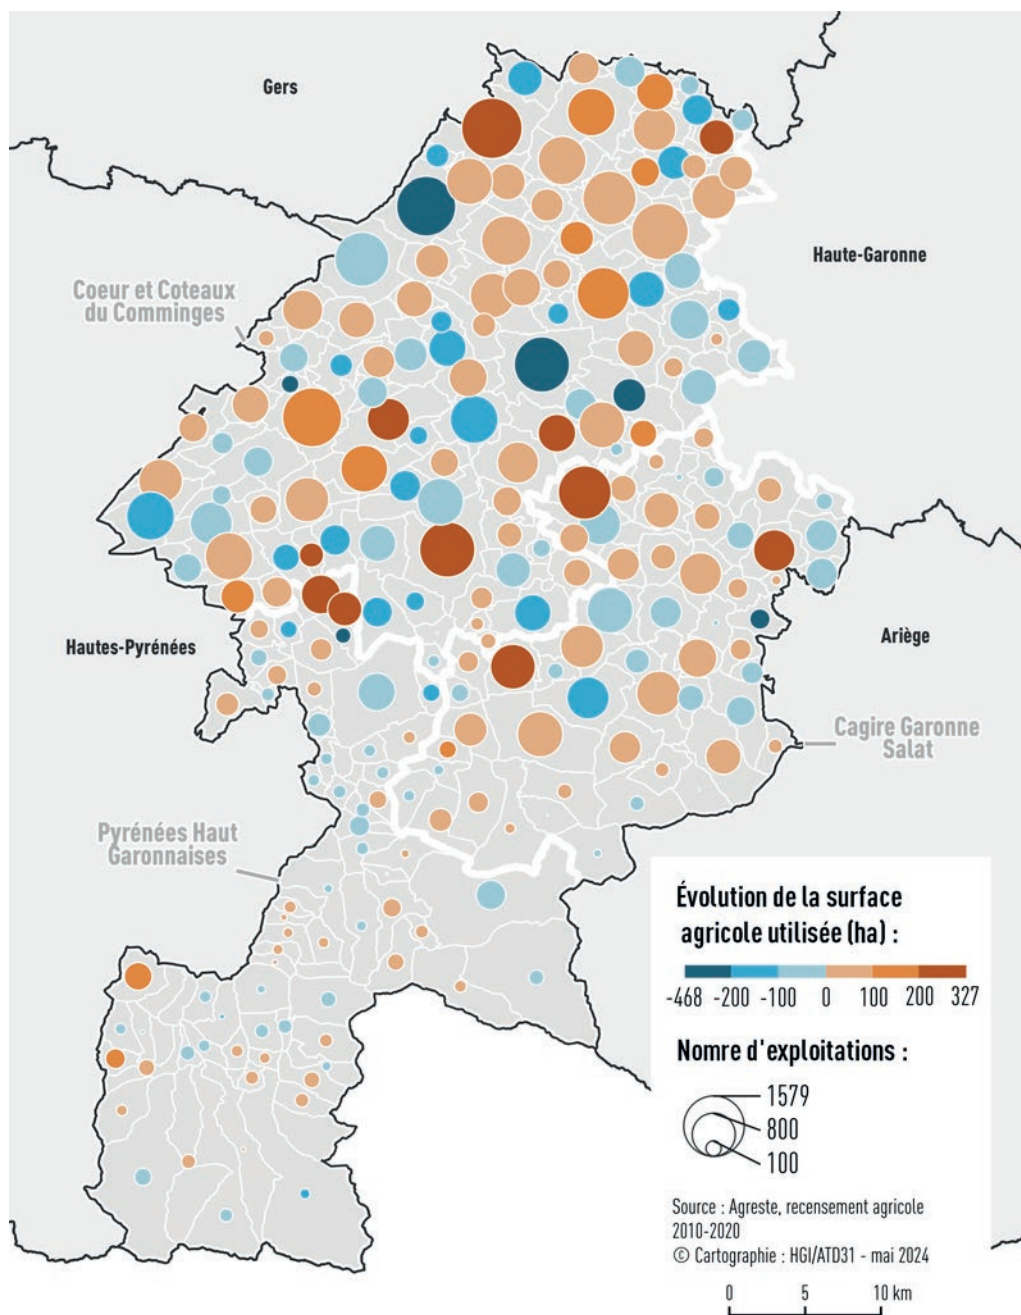 Gers
Haute-Garonne
Coeur et Coteaux
du Comminges
Hautes-Pyrénées
Ariège
Cagire Garonne
Salat
Pyrénées Haut
Garonnaises
Évolution de la surface
agricole utilisée (ha) :
-468 -200 -100 0 100 200 327
Nomre d'exploitations :
1579
800
100
Source : Agreste, recensement agricole
2010-2020
© Cartographie : HGI/ATD31 - mai 2024
0 5 10 km